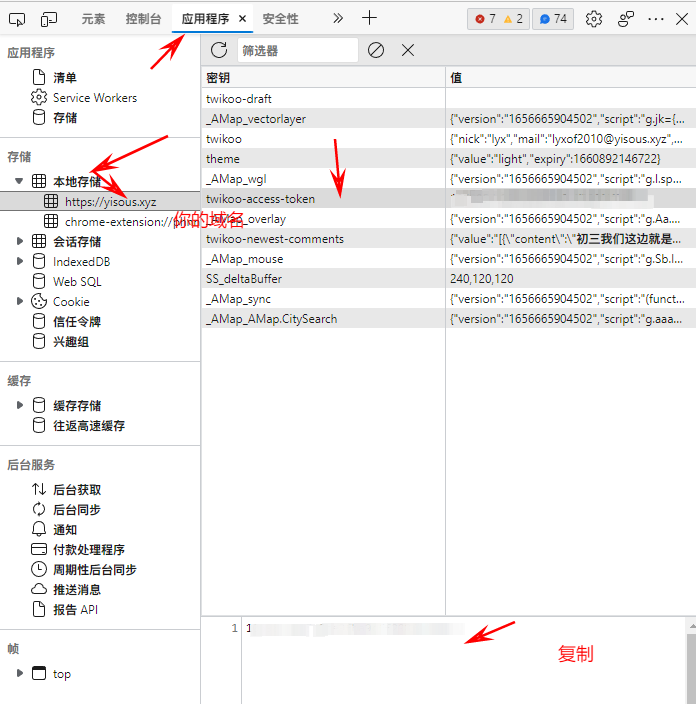 元素 控制台 应用程序 安全性 7 2 74
应用程序
清单
Service Workers
存储
存储
本地存储
https://yisous.xyz
chrome-extension://
你的域名
会话存储
IndexedDB
Web SQL
Cookie
信任令牌
兴趣组
缓存
缓存存储
往返高速缓存
后台服务
后台获取
后台同步
通知
付款处理程序
周期性后台同步
推送消息
报告 API
帧
top
筛选器
密钥 值
twikoo-draft
_AMap_vectorlayer {"version":"1656665904502","script":"g.jk={...
twikoo {"nick":"lyx","mail":"lyxof2010@yisous.xyz",...
theme {"value":"light","expiry":1660892146722}
_AMap_wgl {"version":"1656665904502","script":"g.l.sp...
twikoo-access-token
_AMap_overlay {"version":"1656665904502","script":"g.Aa...
twikoo-newest-comments {"value":"[{\"content\":\"初三我们这边就是...
_AMap_mouse {"version":"1656665904502","script":"g.Sb.l...
SS_deltaBuffer 240,120,120
_AMap_sync {"version":"1656665904502","script":"(funct...
_AMap_AMap.CitySearch {"version":"1656665904502","script":"g.aaa...
1 1
复制